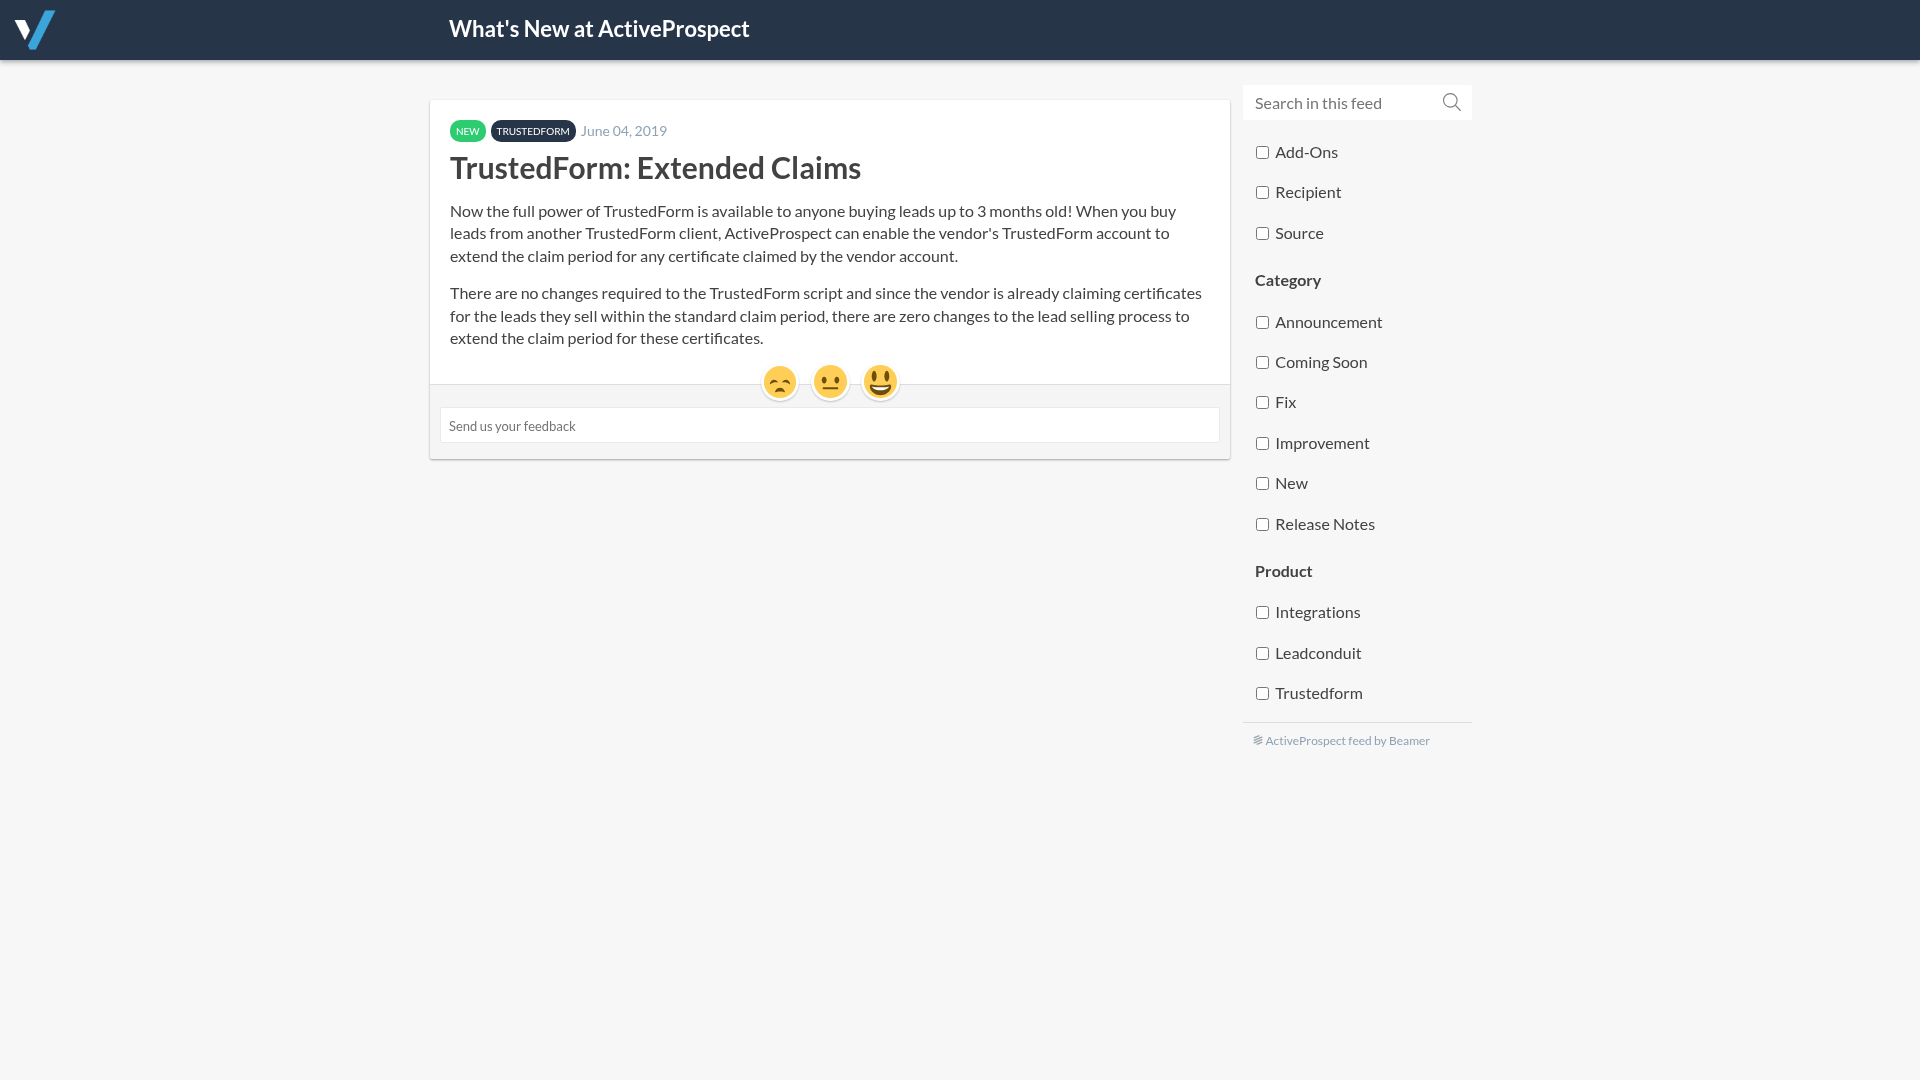 What's New at ActiveProspect
NEW TRUSTEDFORM June 04, 2019
TrustedForm: Extended Claims
Now the full power of TrustedForm is available to anyone buying leads up to 3 months old! When you buy
leads from another TrustedForm client, ActiveProspect can enable the vendor's TrustedForm account to
extend the claim period for any certificate claimed by the vendor account.
There are no changes required to the TrustedForm script and since the vendor is already claiming certificates
for the leads they sell within the standard claim period, there are zero changes to the lead selling process to
extend the claim period for these certificates.
Send us your feedback
Search in this feed
Add-Ons
Recipient
Source
Category
Announcement
Coming Soon
Fix
Improvement
New
Release Notes
Product
Integrations
Leadconduit
Trustedform
ActiveProspect feed by Beamer